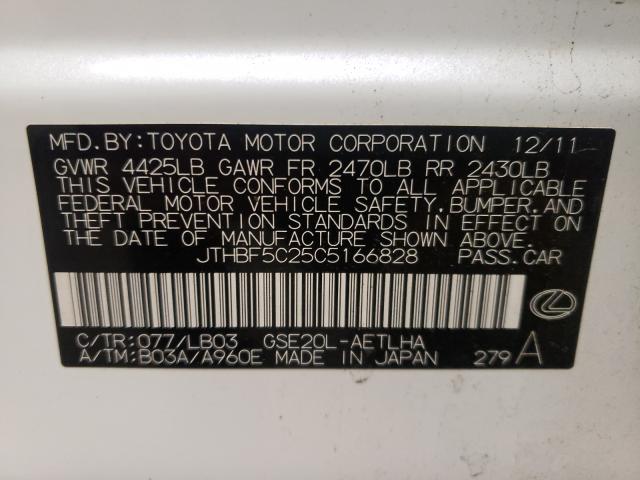 MFD.BY:TOYOTA MOTOR CORPORATION 12/11
GVWR 4425LB GAWR FR 2470LB RR 2430LB
THIS VEHICLE CONFORMS TO ALL APPLICABLE
FEDERAL MOTOR VEHICLE SAFETY,BUMPER,AND
THEFT PREVENTION STANDARDS IN EFFECT ON
THE DATE OF MANUFACTURE SHOWN ABOVE.
JTHBF5C25C5166828 PASS.CAR
C/TR:077/LB03 GSE20L-AETLHA
A/TM:B03A/A960E MADE IN JAPAN 279 A